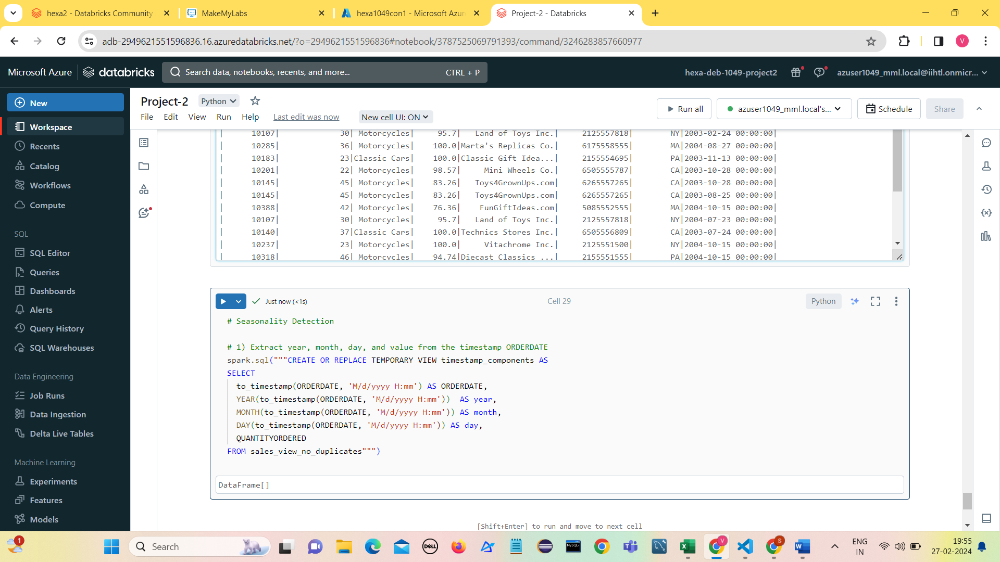 hexa2 - Databricks Community
MakeMyLabs
hexa1049con1 - Microsoft Azur
Project-2 - Databricks
adb-2949621551596836.16.azuredatabricks.net/?o=2949621551596836#notebook/3787525069791393/command/3246283857660977
V
Microsoft Azure
databricks
Search data, notebooks, recents, and more...
CTRL + P
hexa-deb-1049-project2
azuser1049_mml.local@iihtl.onmicr...
New
Workspace
Recents
Catalog
Workflows
Compute
SQL
SQL Editor
Queries
Dashboards
Alerts
Query History
SQL Warehouses
Data Engineering
Job Runs
Data Ingestion
Delta Live Tables
Machine Learning
Experiments
Features
Models
Project-2
Python
File Edit View Run Help Last edit was now New cell UI: ON
Run all
azuser1049_mml.local's...
Schedule
Share
| 10107| 30| Motorcycles| 95.7| Land of Toys Inc.| 2125557818| NY|2003-02-24 00:00:00|
| 10285| 36| Motorcycles| 100.0|Marta's Replicas Co.| 6175558555| MA|2004-08-27 00:00:00|
| 10183| 23|Classic Cars| 100.0|Classic Gift Idea...| 2155554695| PA|2003-11-13 00:00:00|
| 10201| 22| Motorcycles| 98.57| Mini Wheels Co.| 6505555787| CA|2003-10-28 00:00:00|
| 10145| 45| Motorcycles| 83.26| Toys4GrownUps.com| 6265557265| CA|2003-10-28 00:00:00|
| 10145| 45| Motorcycles| 83.26| Toys4GrownUps.com| 6265557265| CA|2003-08-25 00:00:00|
| 10388| 42| Motorcycles| 76.36| FunGiftIdeas.com| 5085552555| MA|2004-10-15 00:00:00|
| 10107| 30| Motorcycles| 95.7| Land of Toys Inc.| 2125557818| NY|2004-07-23 00:00:00|
| 10140| 37|Classic Cars| 100.0|Technics Stores Inc.| 6505556809| CA|2003-07-24 00:00:00|
| 10237| 23| Motorcycles| 100.0| Vitachrome Inc.| 2125551500| NY|2004-10-15 00:00:00|
| 10318| 46| Motorcycles| 94.74|Diecast Classics ...| 2155551555| PA|2004-10-15 00:00:00|
Just now (<1s)
Cell 29
Python
# Seasonality Detection
# 1) Extract year, month, day, and value from the timestamp ORDERDATE
spark.sql("""CREATE OR REPLACE TEMPORARY VIEW timestamp_components AS
SELECT
to_timestamp(ORDERDATE, 'M/d/yyyy H:mm') AS ORDERDATE,
YEAR(to_timestamp(ORDERDATE, 'M/d/yyyy H:mm')) AS year,
MONTH(to_timestamp(ORDERDATE, 'M/d/yyyy H:mm')) AS month,
DAY(to_timestamp(ORDERDATE, 'M/d/yyyy H:mm')) AS day,
QUANTITYORDERED
FROM sales_view_no_duplicates""")
DataFrame[]
[Shift+Enter] to run and move to next cell
1
Search
DELL
MySQL
V
S
ENG
IN
19:55
27-02-2024